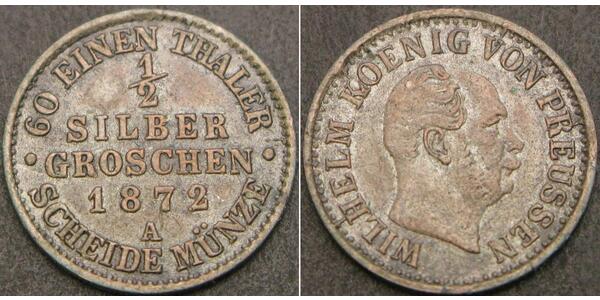 60 EINEN THALER
1/2
SILBER
· GROSCHEN ·
1872
A
SCHEIDE MÜNZE
WILHELM KOENIG VON PREUSSEN